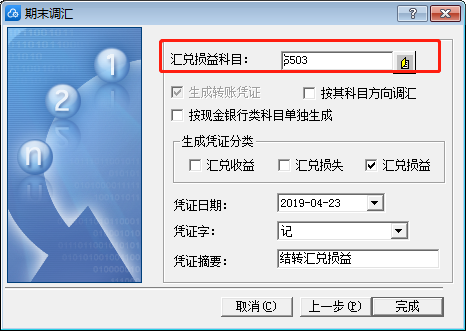 期末调汇
汇兑损益科目： 5503
生成转账凭证 按其科目方向调汇
按现金银行类科目单独生成
生成凭证分类
汇兑收益 汇兑损失 汇兑损益
凭证日期： 2019-04-23
凭证字： 记
凭证摘要： 结转汇兑损益
取消(C) 上一步(P) 完成
1
2
n